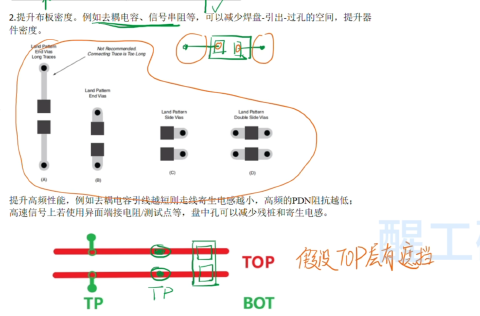 2.提升布板密度。例如去耦电容、信号串阻等，可以减少焊盘-引出-过孔的空间，提升器
件密度。
Land Pattern
End Vias
Long Traces
Not Recommended
Connecting Trace is Too Long
Land Pattern
End Vias
Land Pattern
Side Vias
Land Pattern
Double Side Vias
(A)
(B)
(C)
(D)
提升高频性能，例如去耦电容引线越短则走线寄生电感越小，高频的PDN阻抗越低；
高速信号上若使用异面端接电阻/测试点等，盘中孔可以减少残桩和寄生电感。
醒工
TOP
假设TOP层有遮挡
TP
TP
BOT